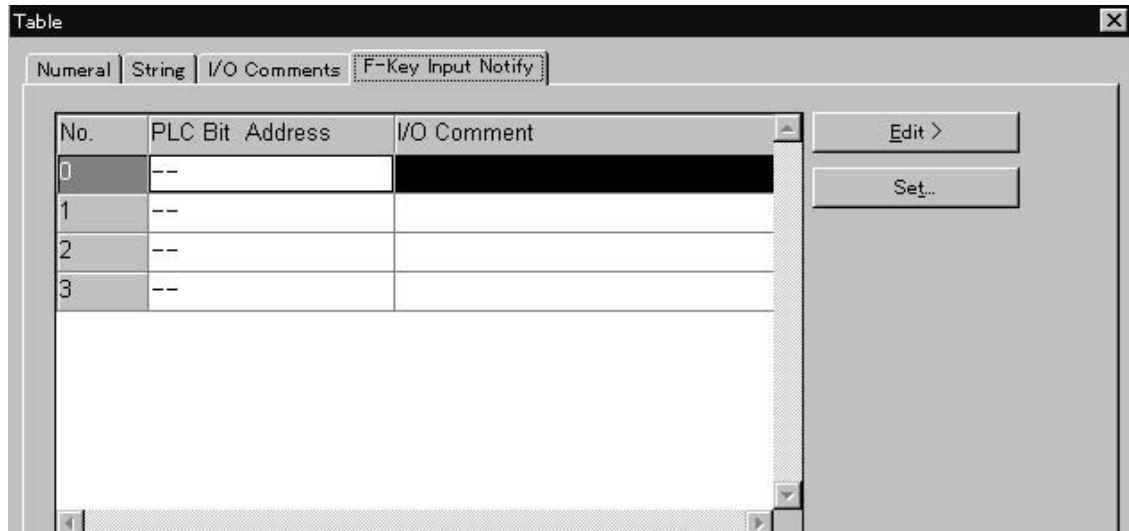 Table
Numeral String I/O Comments F-Key Input Notify
No. PLC Bit Address I/O Comment
Edit >
0 --
Set...
1 --
2 --
3 --